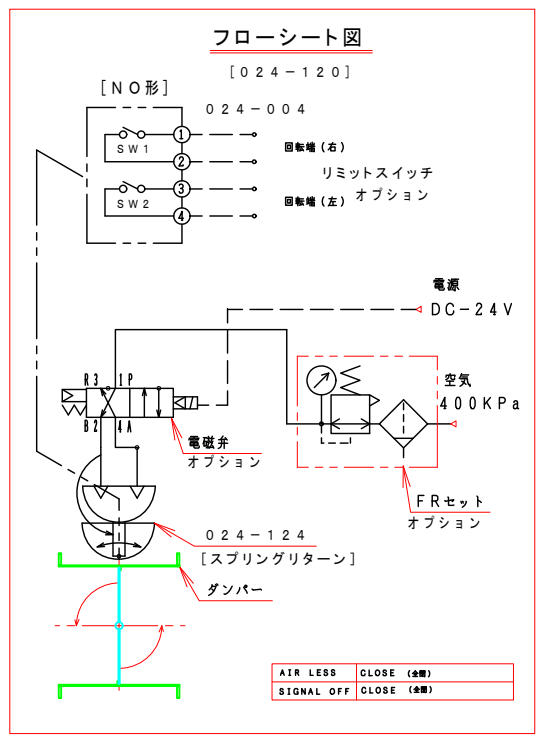 フローシート図
[024-120]
[NO形]
024-004
SW1
1
2
回転端(右)
リミットスイッチ
オプション
SW2
3
4
回転端(左)
電源
DC-24V
R3 1P
B2 4A
電磁弁
オプション
空気
400KPa
FRセット
オプション
024-124
[スプリングリターン]
ダンパー
AIR LESS CLOSE (全閉)
SIGNAL OFF CLOSE (全閉)